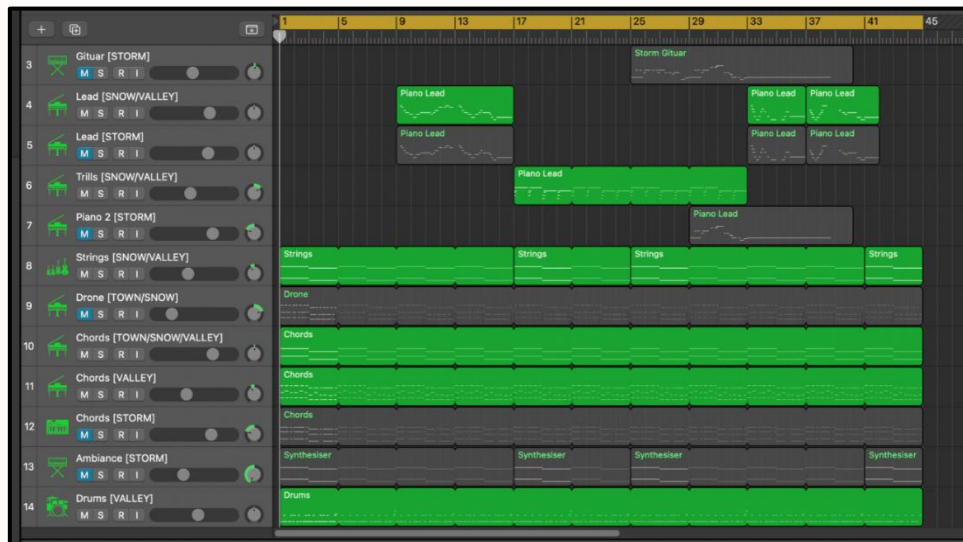 1 5 9 13 17 21 25 29 33 37 41 45
3 Gituar [STORM] Storm Gituar
M S R I
4 Lead [SNOW/VALLEY] Piano Lead Piano Lead Piano Lead
M S R I
5 Lead [STORM] Piano Lead Piano Lead Piano Lead
M S R I
6 Trills [SNOW/VALLEY] Piano Lead
M S R I
7 Piano 2 [STORM] Piano Lead
M S R I
8 Strings [SNOW/VALLEY] Strings Strings Strings Strings
M S R I
9 Drone [TOWN/SNOW] Drone
M S R I
10 Chords [TOWN/SNOW/VALLEY] Chords
M S R I
11 Chords [VALLEY] Chords
M S R I
12 Chords [STORM] Chords
M S R I
13 Ambiance [STORM] Synthesiser Synthesiser Synthesiser Synthesiser
M S R I
14 Drums [VALLEY] Drums
M S R I